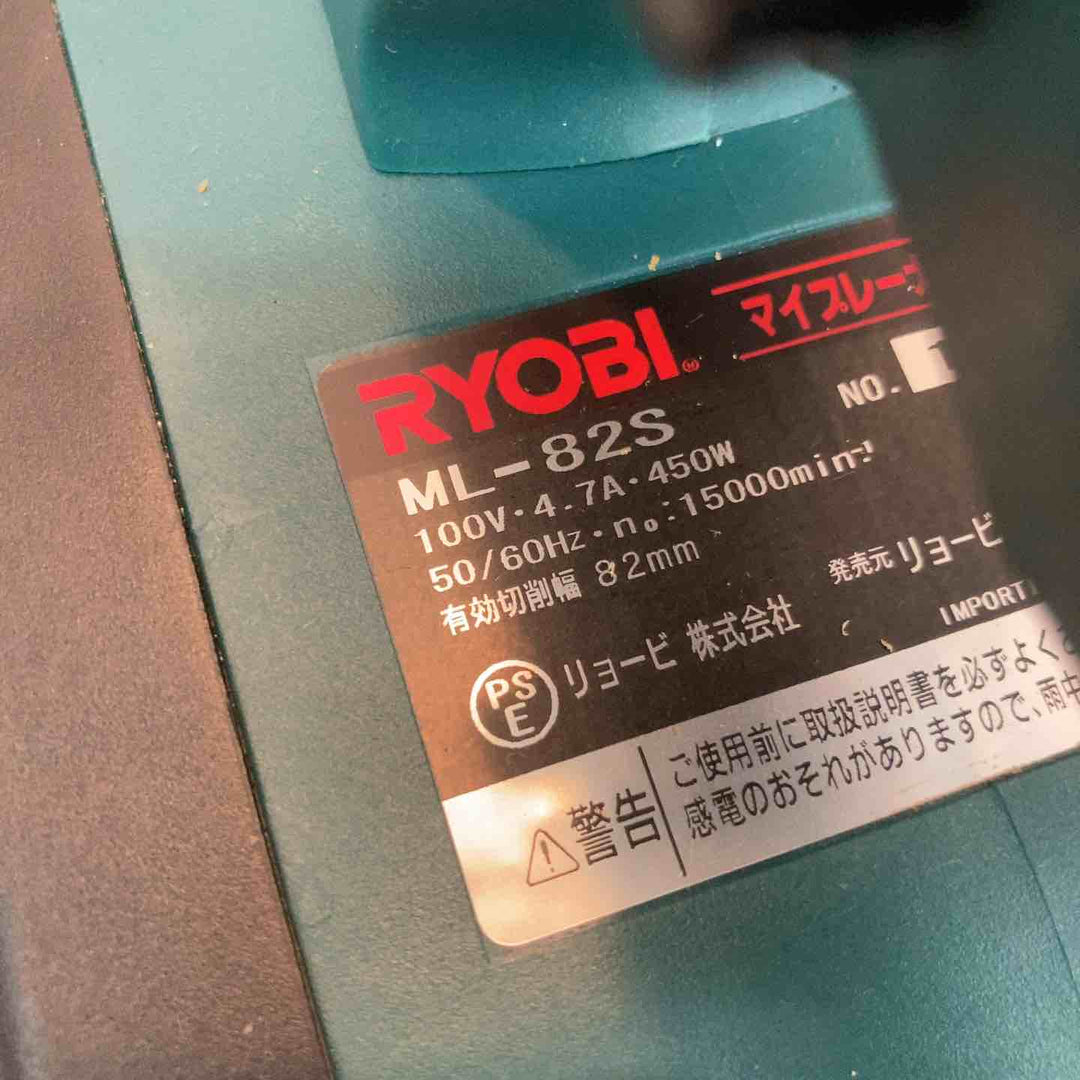 RYOBI®
マイプレー
NO. 1
ML-82S
100V・4.7A・450W
50/60Hz・n₀:15000min⁻¹
有効切削幅 82mm
発売元 リョービ
PSE リョービ 株式会社
IMPORT
警告
ご使用前に取扱説明書を必ずよく
感電のおそれがありますので、雨中